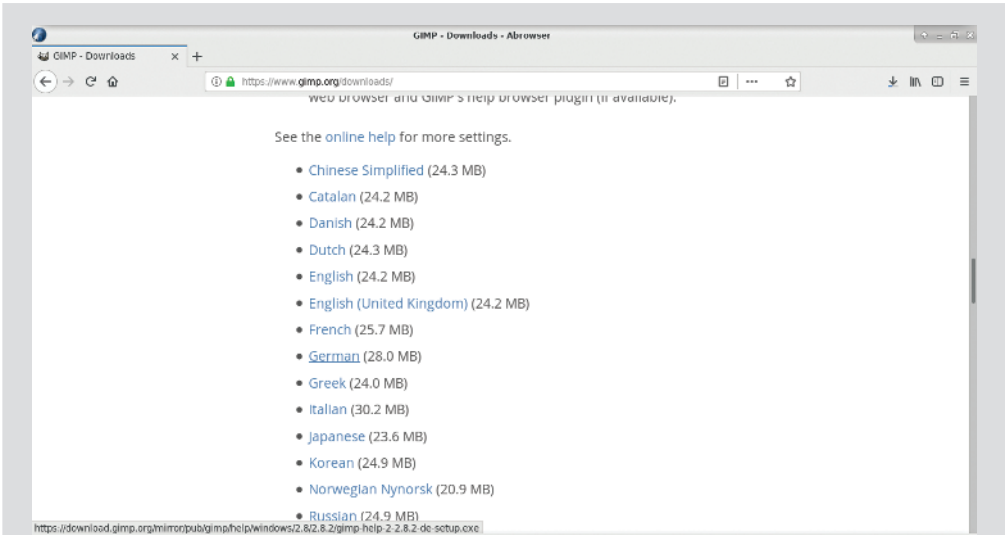 GIMP - Downloads - Abrowser
GIMP - Downloads × +
https://www.gimp.org/downloads/
web browser and GIMP's help browser plugin (if available).
See the online help for more settings.
• Chinese Simplified (24.3 MB)
• Catalan (24.2 MB)
• Danish (24.2 MB)
• Dutch (24.3 MB)
• English (24.2 MB)
• English (United Kingdom) (24.2 MB)
• French (25.7 MB)
• German (28.0 MB)
• Greek (24.0 MB)
• Italian (30.2 MB)
• Japanese (23.6 MB)
• Korean (24.9 MB)
• Norwegian Nynorsk (20.9 MB)
• Russian (24.9 MB)
https://download.gimp.org/mirror/pub/gimp/help/windows/2.8/2.8.2/gimp-help-2-2.8.2-de-setup.exe